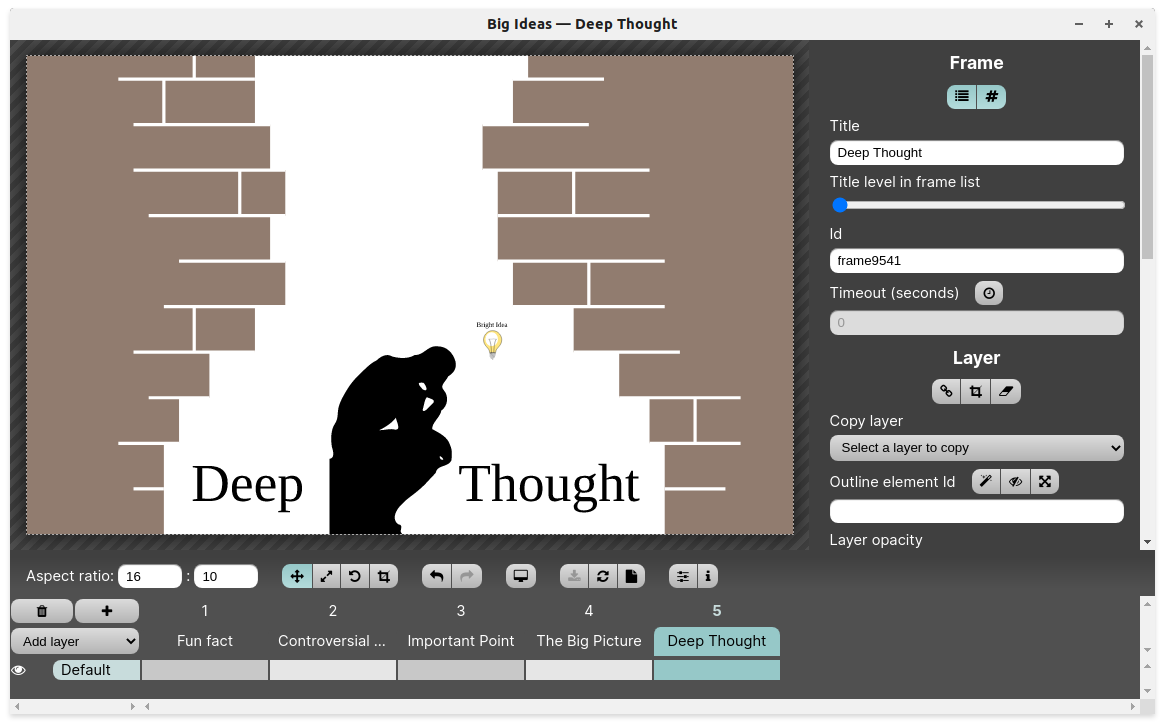 Big Ideas — Deep Thought
Frame
Title
Deep Thought
Title level in frame list
Id
frame9541
Timeout (seconds)
0
Layer
Copy layer
Select a layer to copy
Outline element Id
Layer opacity
Bright Idea
Deep Thought
Aspect ratio: 16 : 10
1 2 3 4 5
Add layer Fun fact Controversial ... Important Point The Big Picture Deep Thought
Default